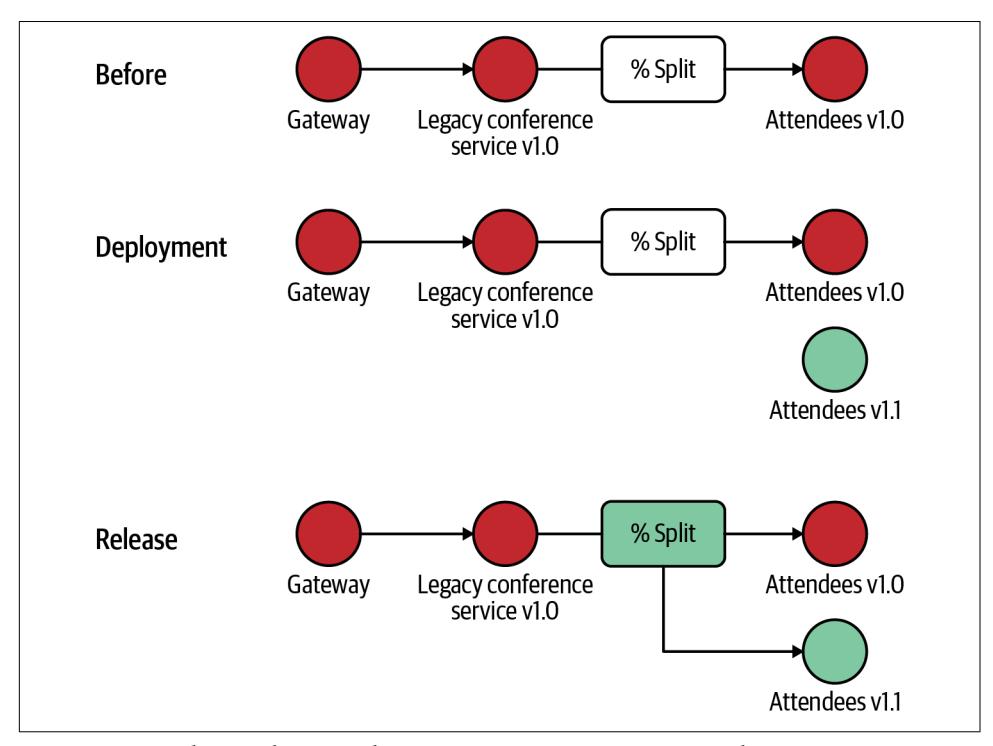 Before
% Split
Gateway
Legacy conference
service v1.0
Attendees v1.0
Deployment
% Split
Gateway
Legacy conference
service v1.0
Attendees v1.0
Attendees v1.1
Release
% Split
Gateway
Legacy conference
service v1.0
Attendees v1.0
Attendees v1.1